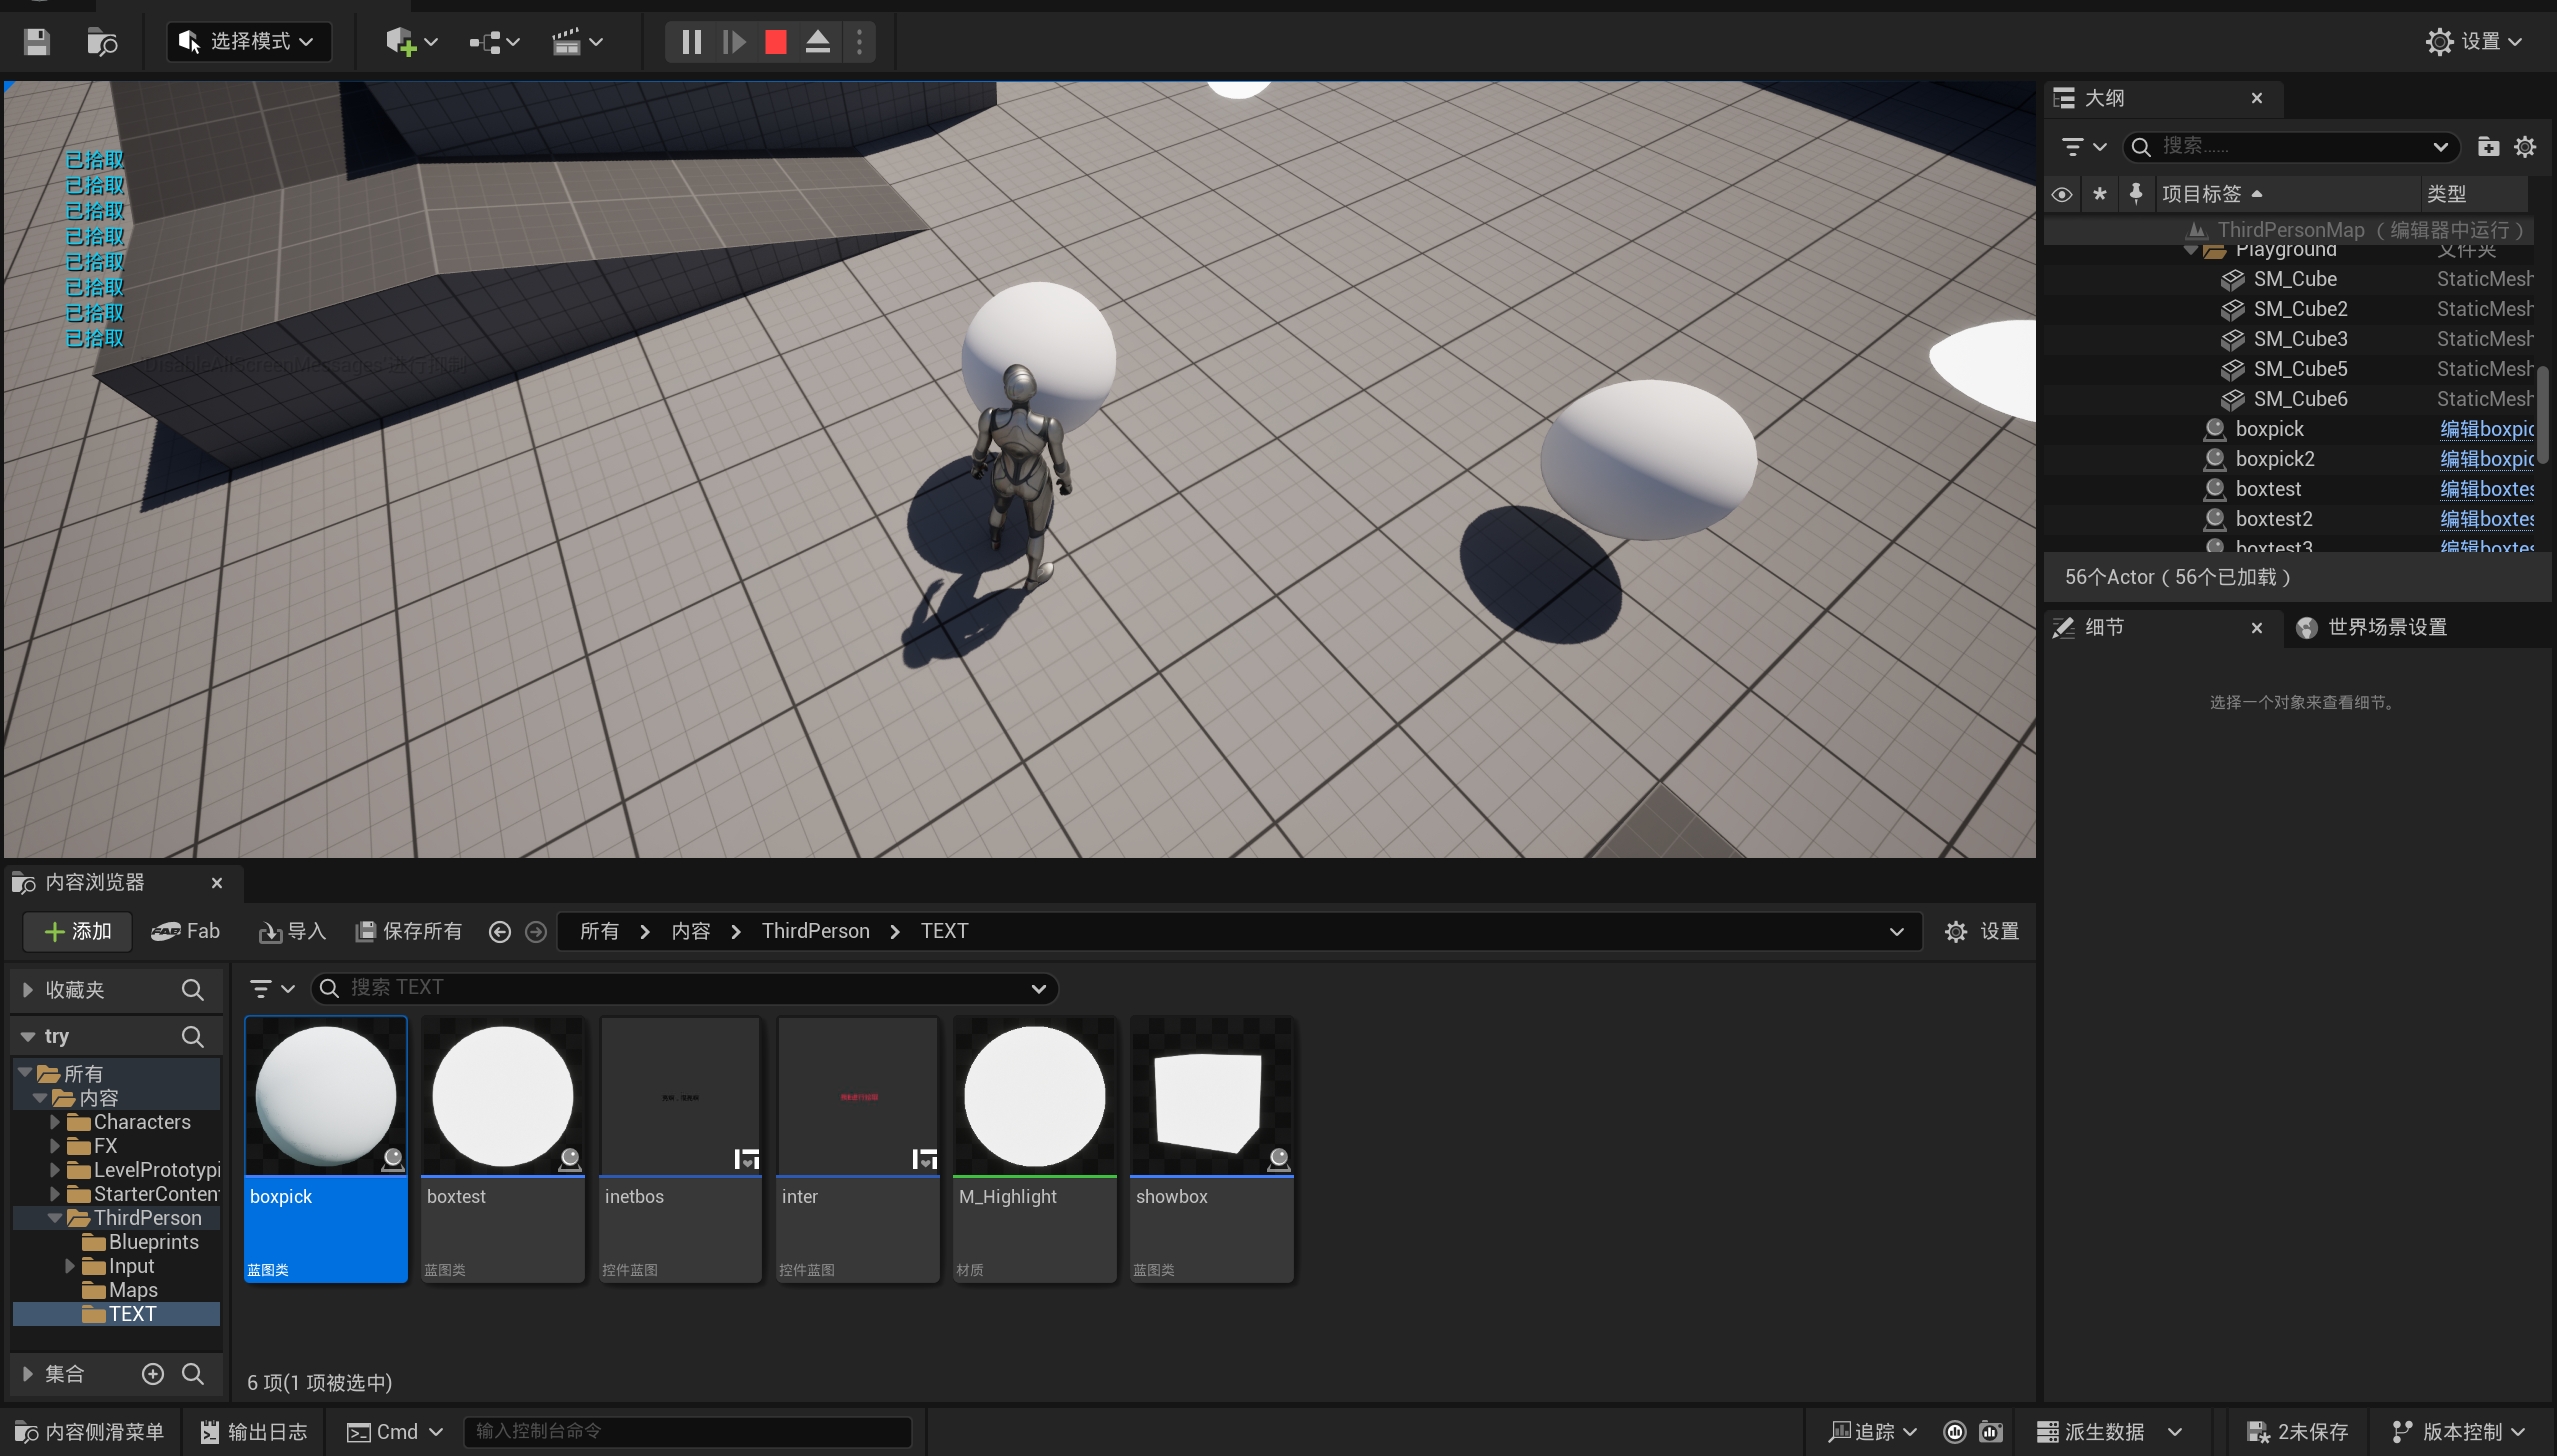 选择模式
设置
已拾取
已拾取
已拾取
已拾取
已拾取
已拾取
已拾取
已拾取
'DisableAllScreenMessages'进行抑制
大纲
搜索......
项目标签
类型
ThirdPersonMap（编辑器中运行）
Playground
文件夹
SM_Cube
StaticMesh
SM_Cube2
StaticMesh
SM_Cube3
StaticMesh
SM_Cube5
StaticMesh
SM_Cube6
StaticMesh
boxpick
编辑boxpic
boxpick2
编辑boxpic
boxtest
编辑boxtes
boxtest2
编辑boxtes
boxtest3
编辑boxtes
56个Actor（56个已加载）
细节
世界场景设置
选择一个对象来查看细节。
内容浏览器
添加
Fab
导入
保存所有
所有
内容
ThirdPerson
TEXT
设置
收藏夹
搜索 TEXT
try
所有
内容
Characters
FX
LevelPrototypi
StarterConten
ThirdPerson
Blueprints
Input
Maps
TEXT
集合
boxpick
蓝图类
boxtest
蓝图类
inetbos
控件蓝图
inter
控件蓝图
M_Highlight
材质
showbox
蓝图类
6 项(1 项被选中)
内容侧滑菜单
输出日志
Cmd
输入控制台命令
追踪
派生数据
2未保存
版本控制